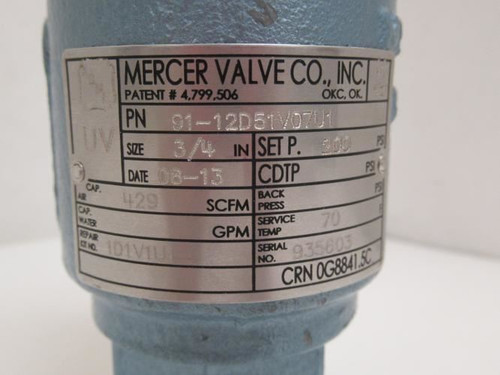 MERCER VALVE CO., INC.
PATENT # 4,799,506 OKC, OK.
UV
PN 91-12D51V07U1
SIZE 3/4 IN SET P. 300 PSI
DATE 08-13 CDTP PSI
CAP. AIR 429 SCFM BACK PRESS PSI
CAP. WATER GPM SERVICE TEMP 70
REPAIR KIT NO. 101V1U SERIAL NO. 935603
CRN 0G8841.5C